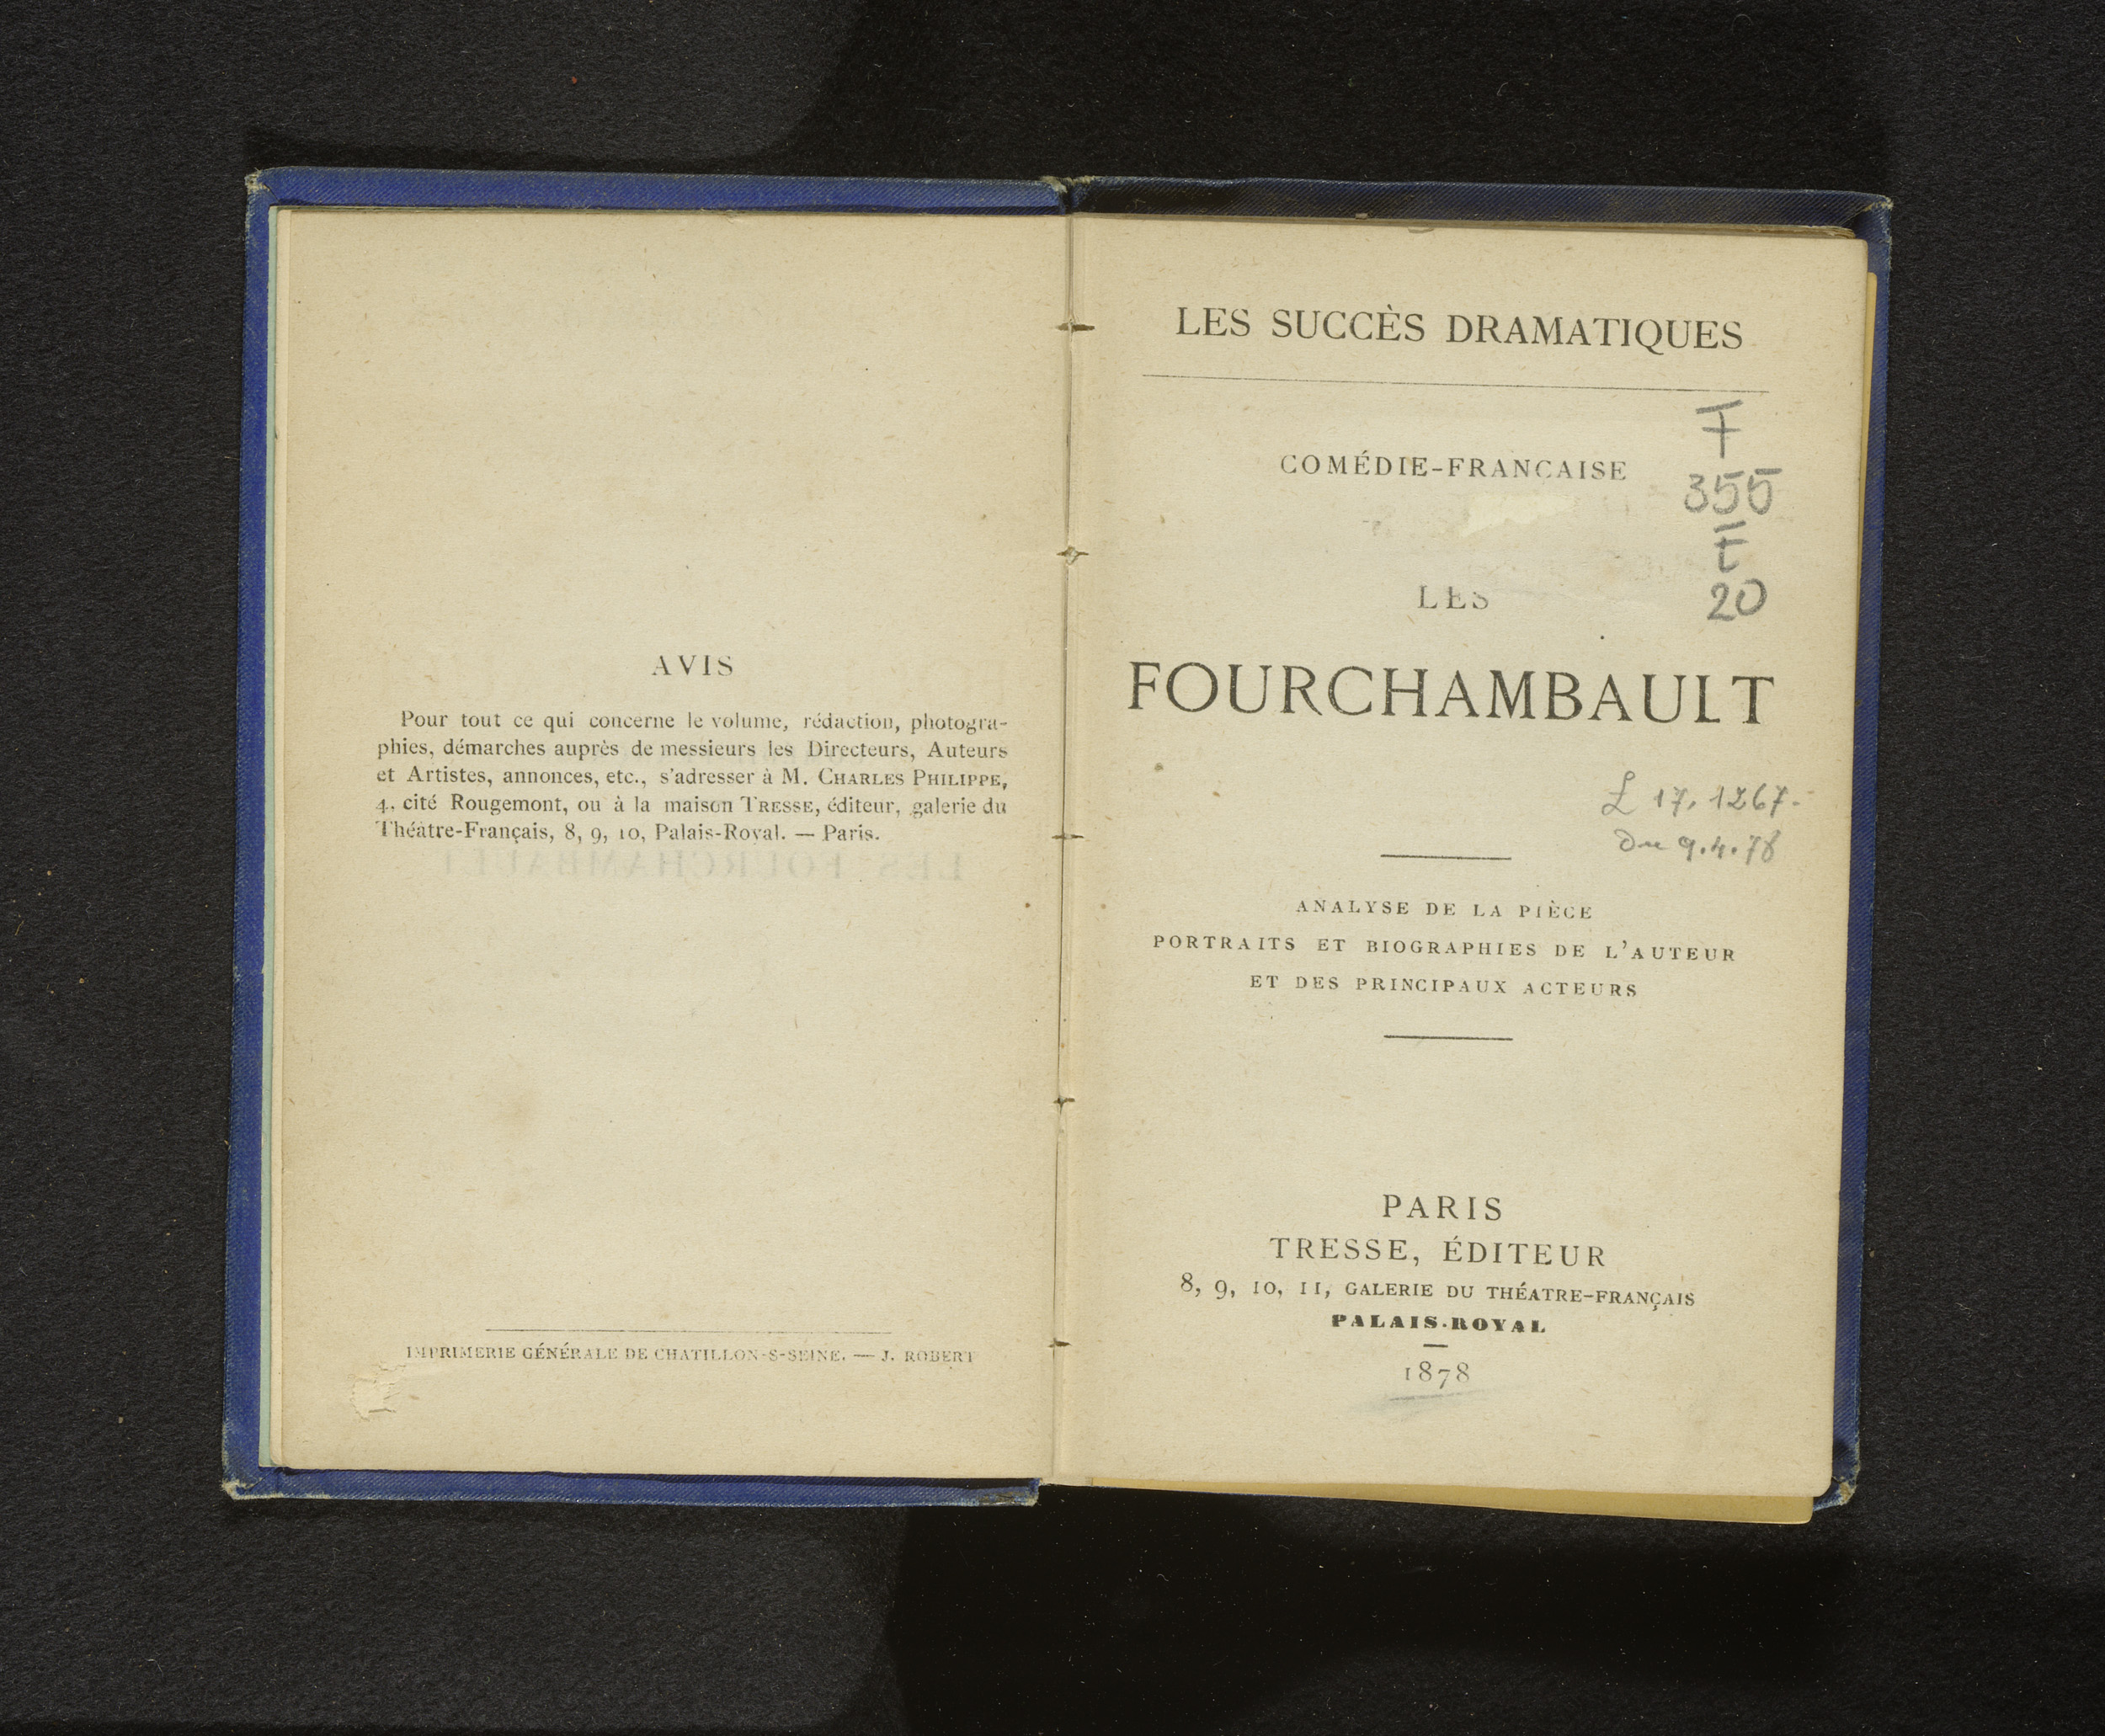 AVIS
Pour tout ce qui concerne le volume, rédaction, photogra-
phies, démarches auprès de messieurs les Directeurs, Auteurs
et Artistes, annonces, etc., s'adresser à M. CHARLES PHILIPPE,
4, cité Rougemont, ou à la maison TRESSE, éditeur, galerie du
Théâtre-Français, 8, 9, 10, Palais-Royal. — Paris.
IMPRIMERIE GÉNÉRALE DE CHATILLON-S-SEINE. — J. ROBERT
LES SUCCÈS DRAMATIQUES
COMÉDIE-FRANCAISE
F
355
E
20
LES
FOURCHAMBAULT
L 17, 1267.
Du 9.4.78
ANALYSE DE LA PIÈCE
PORTRAITS ET BIOGRAPHIES DE L'AUTEUR
ET DES PRINCIPAUX ACTEURS
PARIS
TRESSE, ÉDITEUR
8, 9, 10, 11, GALERIE DU THÉATRE-FRANÇAIS
PALAIS-ROYAL
1878